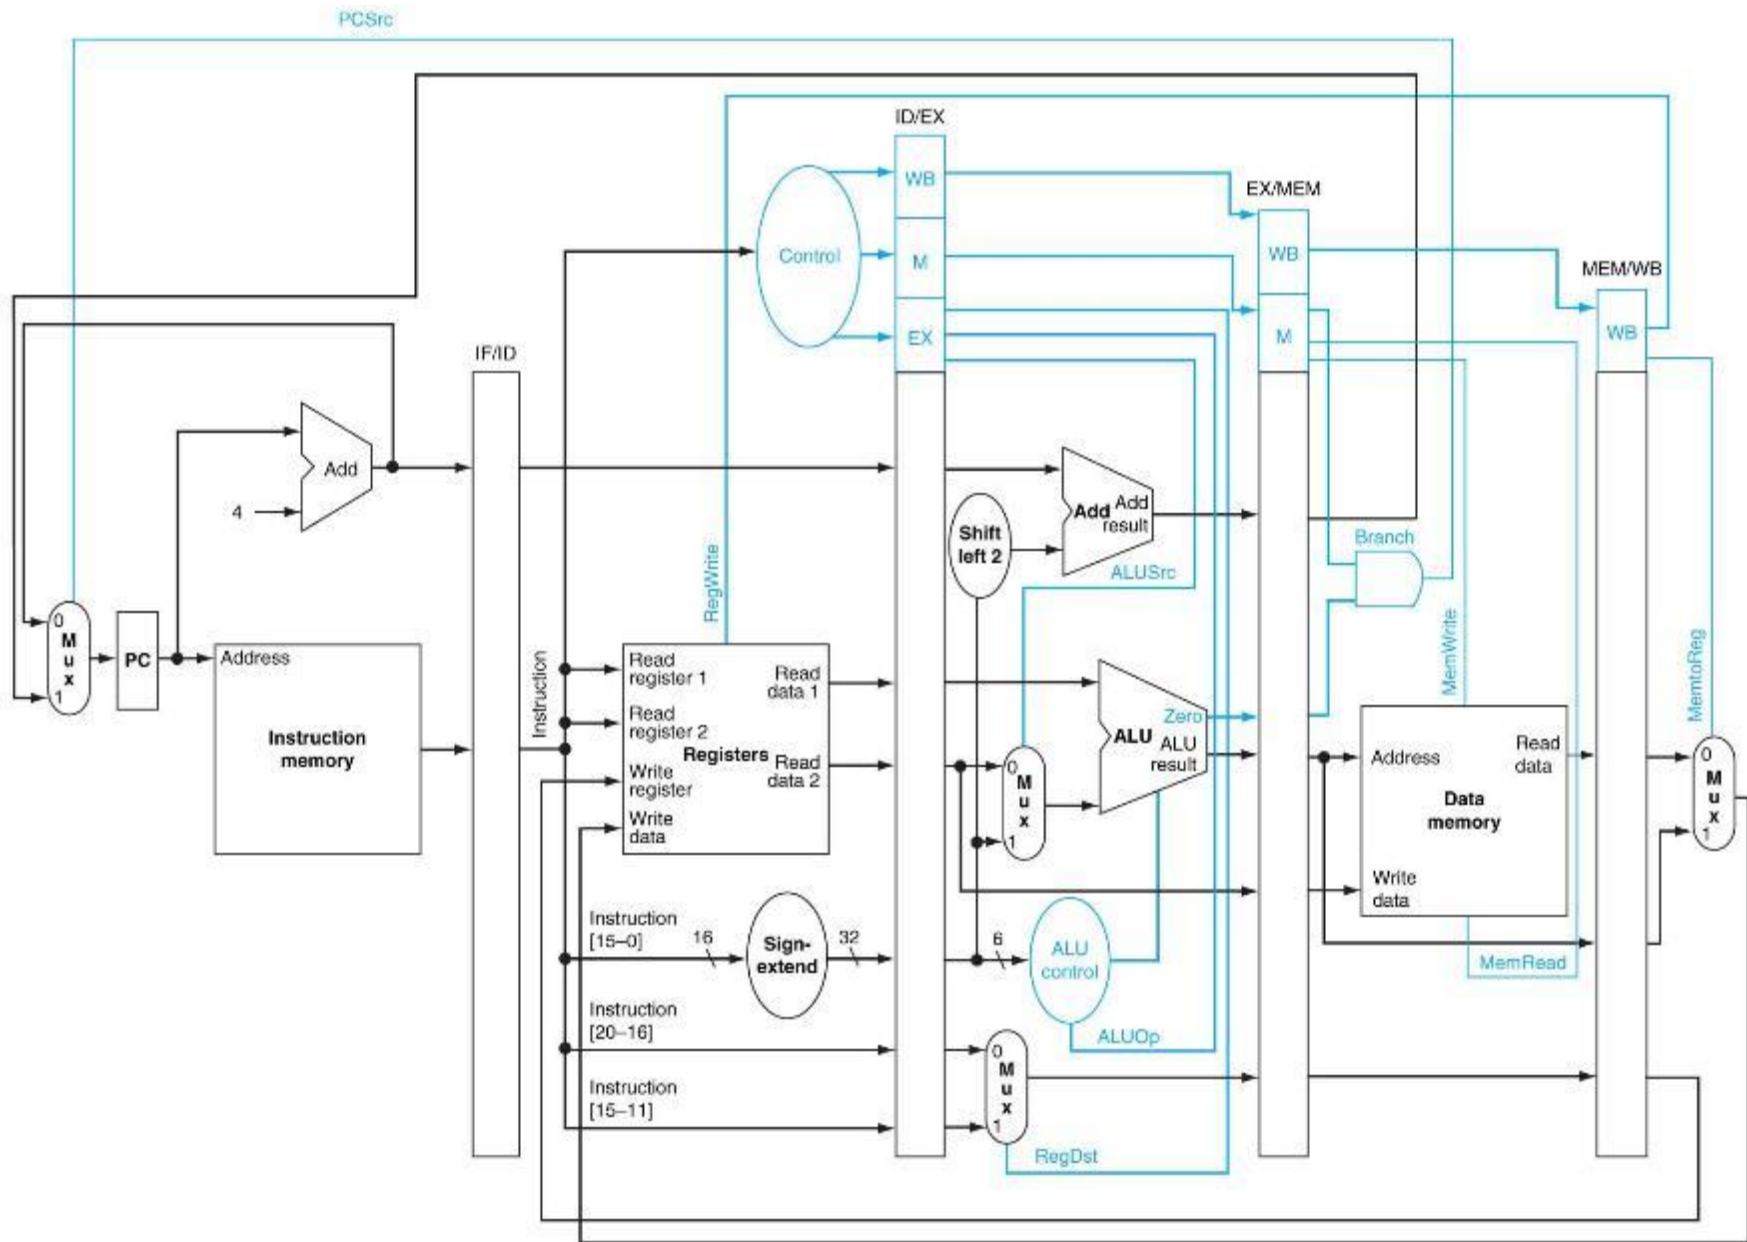 PCSrc
ID/EX
WB
EX/MEM
Control
M
WB
MEM/WB
EX
M
WB
IF/ID
Add
4
Add
Add
result
Shift
left 2
Branch
ALUSrc
RegWrite
MemWrite
MemtoReg
0
M
u
x
1
PC
Address
Instruction
memory
Instruction
Read
register 1
Read
data 1
Read
register 2
Registers
Read
data 2
Write
register
Write
data
0
M
u
x
1
Zero
ALU
ALU
result
Address
Read
data
Data
memory
Write
data
0
M
u
x
1
Instruction
[15–0]
16
Sign-
extend
32
6
ALU
control
MemRead
Instruction
[20–16]
ALUOp
0
M
u
x
1
Instruction
[15–11]
RegDst